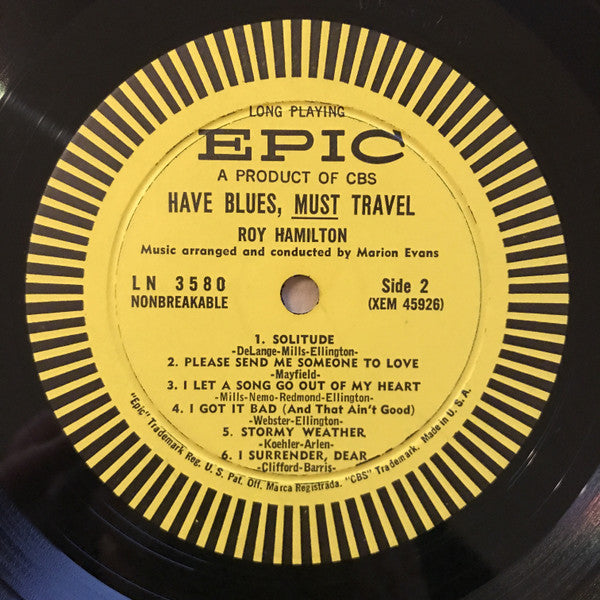 LONG PLAYING
EPIC
A PRODUCT OF CBS
HAVE BLUES, MUST TRAVEL
ROY HAMILTON
Music arranged and conducted by Marion Evans
LN 3580
NONBREAKABLE
Side 2
(XEM 45926)
1. SOLITUDE
-DeLange-Mills-Ellington-
2. PLEASE SEND ME SOMEONE TO LOVE
-Mayfield-
3. I LET A SONG GO OUT OF MY HEART
-Mills-Nemo-Redmond-Ellington-
4. I GOT IT BAD (And That Ain't Good)
-Webster-Ellington-
5. STORMY WEATHER
-Koehler-Arlen-
6. I SURRENDER, DEAR
-Clifford-Barris-
"Epic" Trademark Reg. U. S. Pat. Off. Marca Registrada. "CBS" Trademark. Made in U. S. A.